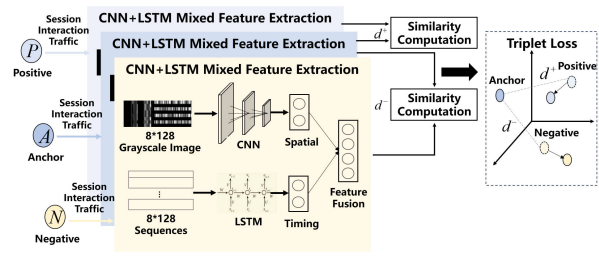 CNN+LSTM Mixed Feature Extraction
CNN+LSTM Mixed Feature Extraction
CNN+LSTM Mixed Feature Extraction
P
Positive
Session
Interaction
Traffic
A
Anchor
Session
Interaction
Traffic
N
Negative
Session
Interaction
Traffic
8*128
Grayscale Image
CNN
Spatial
8*128
Sequences
LSTM
Timing
Feature
Fusion
d+
Similarity
Computation
d−
Similarity
Computation
Triplet Loss
Anchor
d+
Positive
d−
Negative